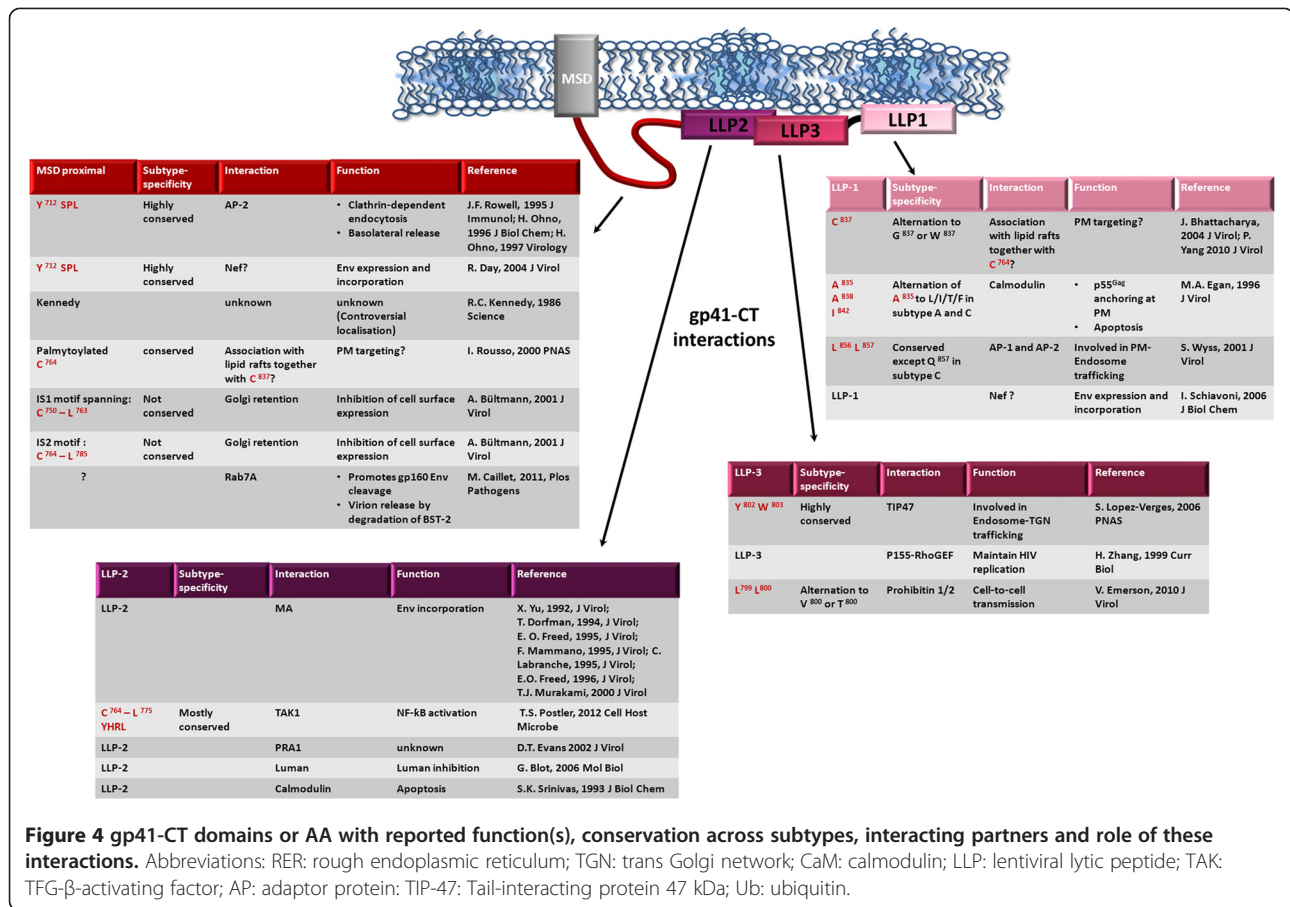 MSD
LLP2
LLP3
LLP1
gp41-CT
interactions
MSD proximal Subtype-specificity Interaction Function Reference
Y 712 SPL Highly conserved AP-2 • Clathrin-dependent endocytosis • Basolateral release J.F. Rowell, 1995 J Immunol; H. Ohno, 1996 J Biol Chem; H. Ohno, 1997 Virology
Y 712 SPL Highly conserved Nef? Env expression and incorporation R. Day, 2004 J Virol
Kennedy unknown unknown (Controversial localisation) R.C. Kennedy, 1986 Science
Palmytoylated C 764 conserved Association with lipid rafts together with C 837? PM targeting? I. Rousso, 2000 PNAS
IS1 motif spanning: C 750 – L 763 Not conserved Golgi retention Inhibition of cell surface expression A. Bültmann, 2001 J Virol
IS2 motif : C 764 – L 785 Not conserved Golgi retention Inhibition of cell surface expression A. Bültmann, 2001 J Virol
? Rab7A • Promotes gp160 Env cleavage • Virion release by degradation of BST-2 M. Caillet, 2011, Plos Pathogens
LLP-1 Subtype-specificity Interaction Function Reference
C 837 Alternation to G 837 or W 837 Association with lipid rafts together with C 764? PM targeting? J. Bhattacharya, 2004 J Virol; P. Yang 2010 J Virol
A 835 A 838 I 842 Alternation of A 835 to L/I/T/F in subtype A and C Calmodulin • p55Gag anchoring at PM • Apoptosis M.A. Egan, 1996 J Virol
L 856 L 857 Conserved except Q 857 in subtype C AP-1 and AP-2 Involved in PM-Endosome trafficking S. Wyss, 2001 J Virol
LLP-1 Nef ? Env expression and incorporation I. Schiavoni, 2006 J Biol Chem
LLP-3 Subtype-specificity Interaction Function Reference
Y 802 W 803 Highly conserved TIP47 Involved in Endosome-TGN trafficking S. Lopez-Verges, 2006 PNAS
LLP-3 P155-RhoGEF Maintain HIV replication H. Zhang, 1999 Curr Biol
L799 L800 Alternation to V 800 or T 800 Prohibitin 1/2 Cell-to-cell transmission V. Emerson, 2010 J Virol
LLP-2 Subtype-specificity Interaction Function Reference
LLP-2 MA Env incorporation X. Yu, 1992, J Virol; T. Dorfman, 1994, J Virol; E. O. Freed, 1995, J Virol; F. Mammano, 1995, J Virol; C. Labranche, 1995, J Virol; E.O. Freed, 1996, J Virol; T.J. Murakami, 2000 J Virol
C 764 – L 775 YHRL Mostly conserved TAK1 NF-kB activation T.S. Postler, 2012 Cell Host Microbe
LLP-2 PRA1 unknown D.T. Evans 2002 J Virol
LLP-2 Luman Luman inhibition G. Blot, 2006 Mol Biol
LLP-2 Calmodulin Apoptosis S.K. Srinivas, 1993 J Biol Chem
Figure 4 gp41-CT domains or AA with reported function(s), conservation across subtypes, interacting partners and role of these
interactions. Abbreviations: RER: rough endoplasmic reticulum; TGN: trans Golgi network; CaM: calmodulin; LLP: lentiviral lytic peptide; TAK:
TFG-β-activating factor; AP: adaptor protein: TIP-47: Tail-interacting protein 47 kDa; Ub: ubiquitin.